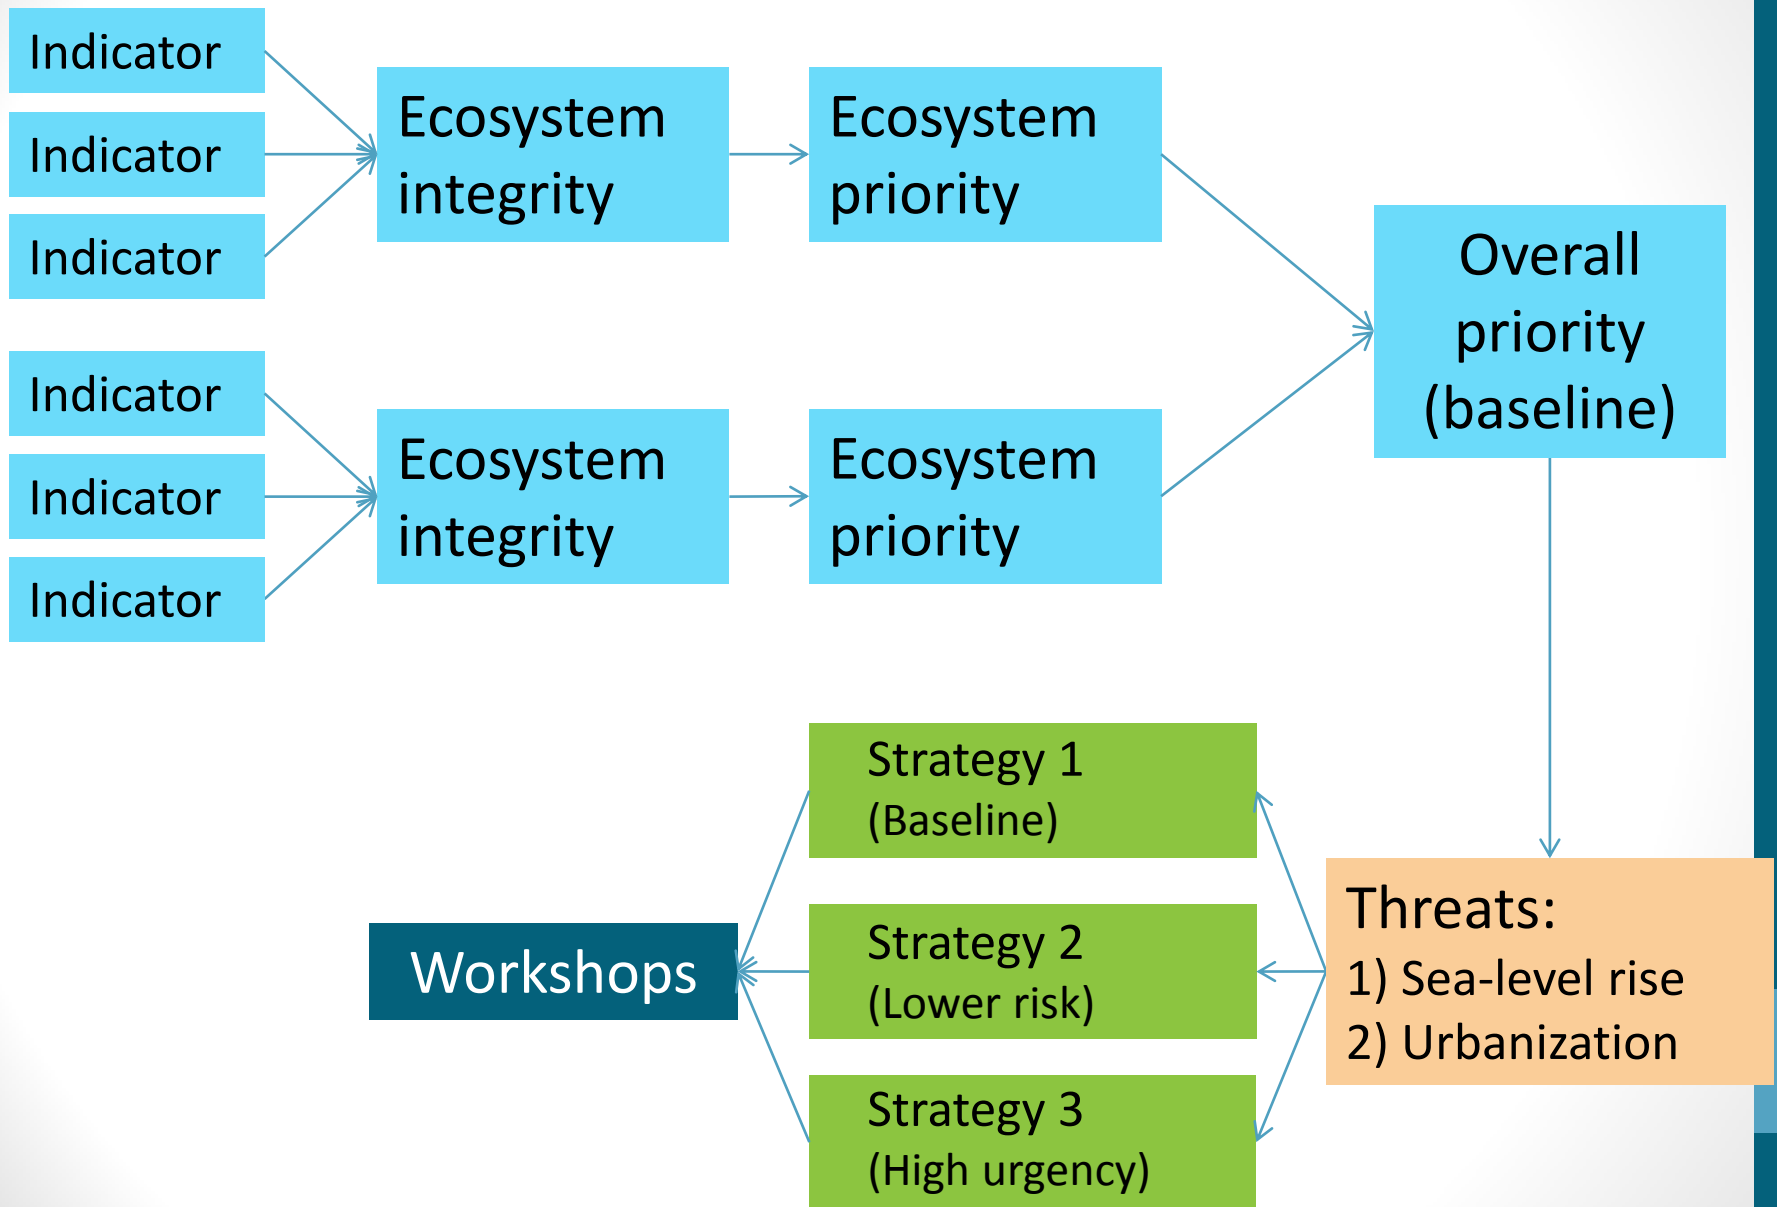 Indicator
Indicator
Indicator
Ecosystem
integrity
Ecosystem
priority
Indicator
Indicator
Indicator
Ecosystem
integrity
Ecosystem
priority
Overall
priority
(baseline)
Threats:
1) Sea-level rise
2) Urbanization
Strategy 1
(Baseline)
Strategy 2
(Lower risk)
Strategy 3
(High urgency)
Workshops